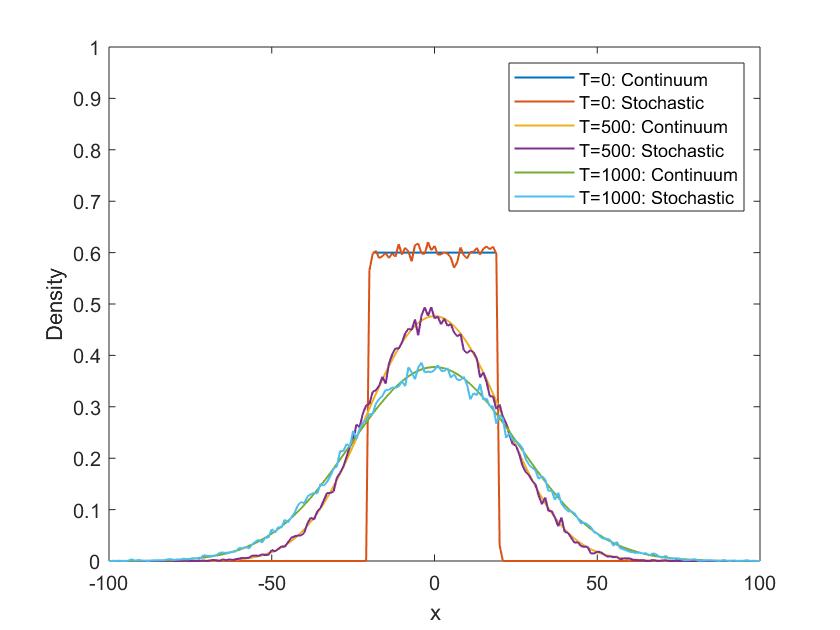 1
0.9
0.8
0.7
0.6
0.5
0.4
0.3
0.2
0.1
0
Density
-100 -50 0 50 100
x
T=0: Continuum
T=0: Stochastic
T=500: Continuum
T=500: Stochastic
T=1000: Continuum
T=1000: Stochastic